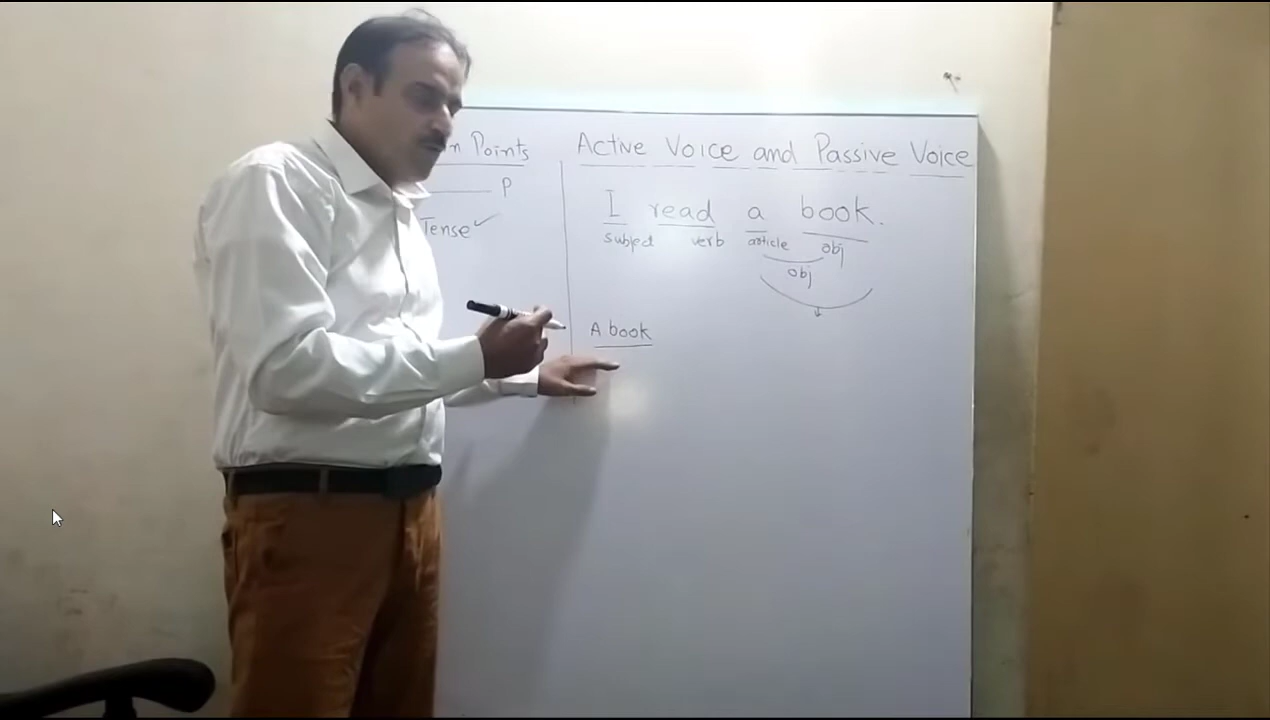 Points
P
Tense
Active Voice and Passive Voice
I read a book.
subject verb article obj
obj
A book